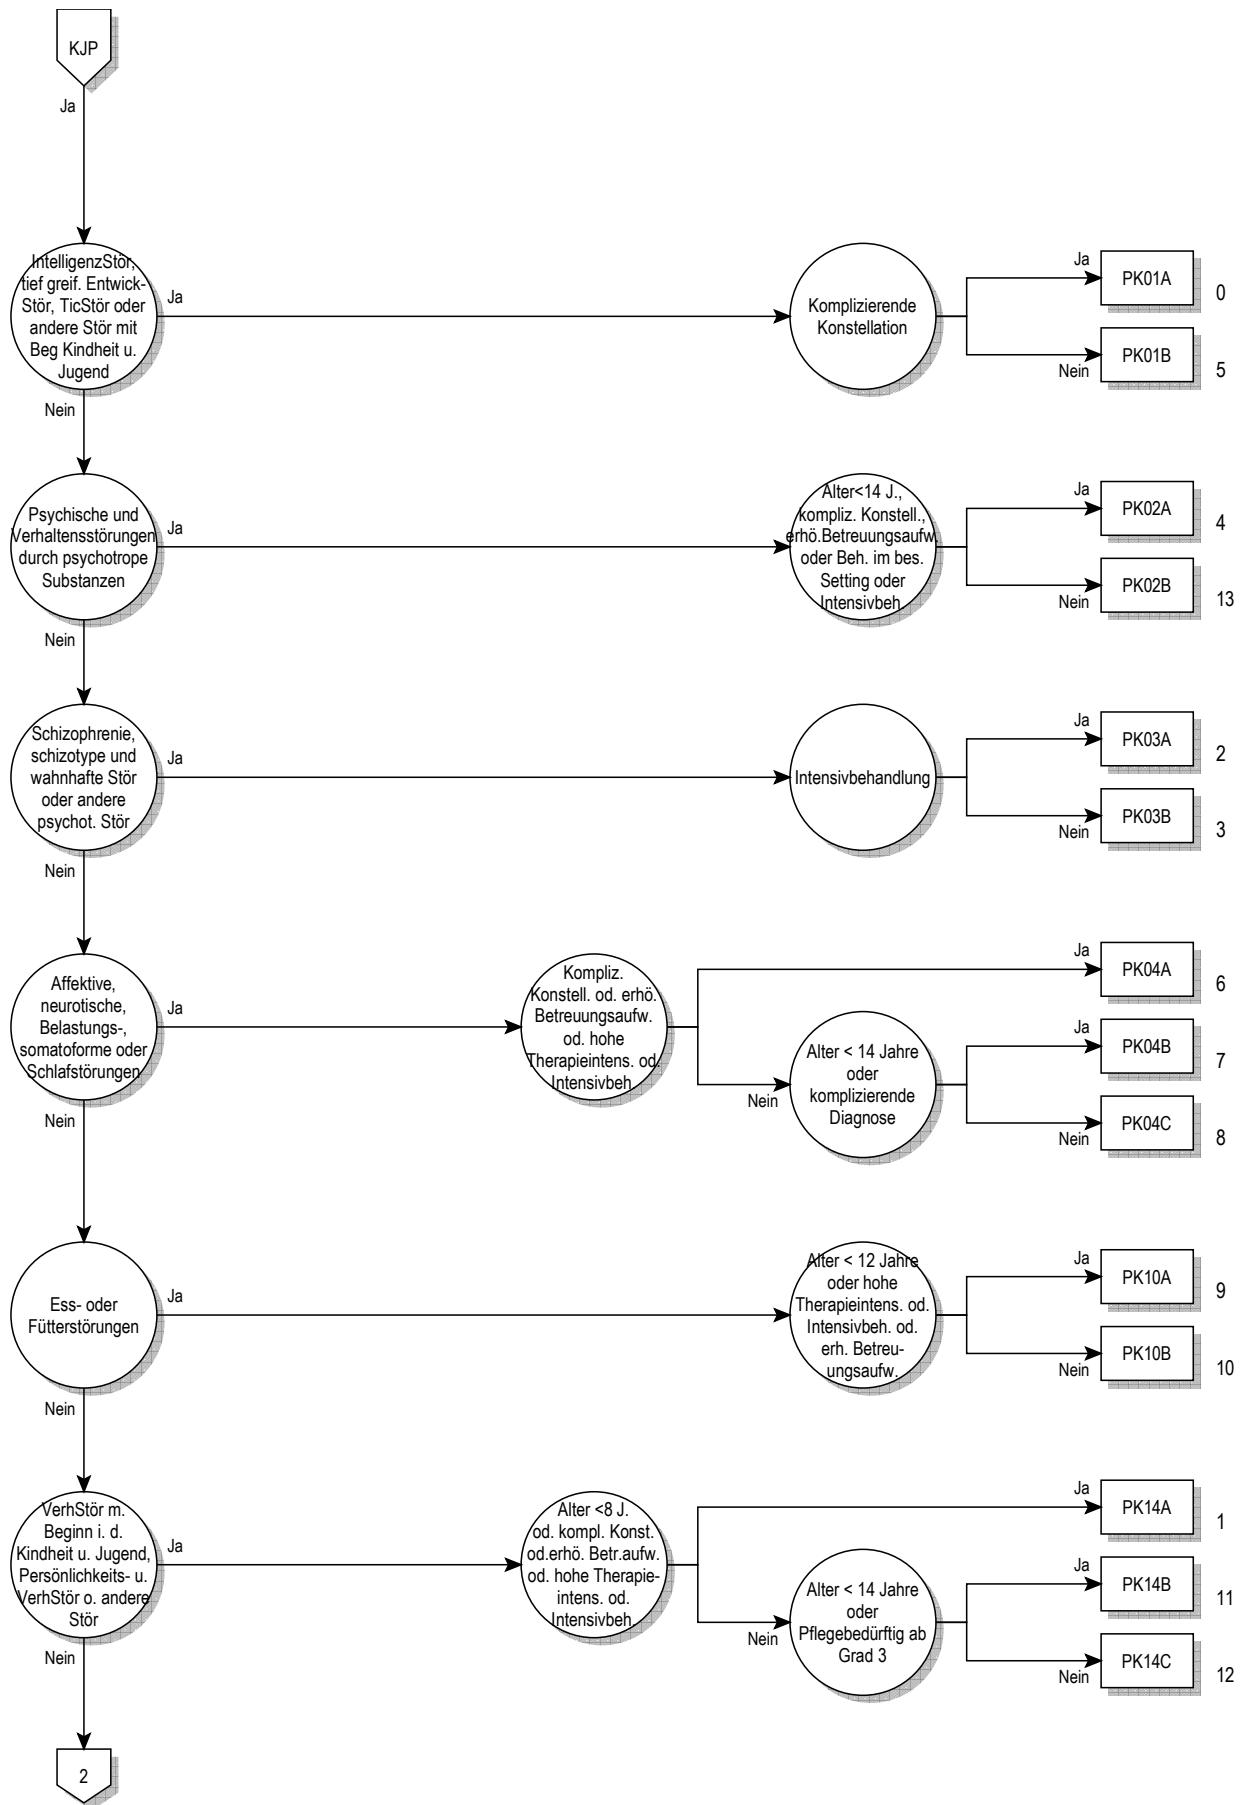 KJP
Ja
IntelligenzStör,
tief greif. Entwick-
Stör, TicStör oder
andere Stör mit
Beg Kindheit u.
Jugend
Ja
Komplizierende
Konstellation
Ja
PK01A
0
Nein
PK01B
5
Nein
Psychische und
Verhaltensstörungen
durch psychotrope
Substanzen
Ja
Alter<14 J.,
kompliz. Konstell.,
erhö.Betreuungsaufw.
oder Beh. im bes.
Setting oder
Intensivbeh.
Ja
PK02A
4
Nein
PK02B
13
Nein
Schizophrenie,
schizotype und
wahnhafte Stör
oder andere
psychot. Stör
Ja
Intensivbehandlung
Ja
PK03A
2
Nein
PK03B
3
Nein
Affektive,
neurotische,
Belastungs-,
somatoforme oder
Schlafstörungen
Ja
Kompliz.
Konstell. od. erhö.
Betreuungsaufw.
od. hohe
Therapieintens. od.
Intensivbeh.
Ja
PK04A
6
Nein
Alter < 14 Jahre
oder
komplizierende
Diagnose
Ja
PK04B
7
Nein
PK04C
8
Nein
Ess- oder
Fütterstörungen
Ja
Alter < 12 Jahre
oder hohe
Therapieintens. od.
Intensivbeh. od.
erh. Betreu-
ungsaufw.
Ja
PK10A
9
Nein
PK10B
10
Nein
VerhStör m.
Beginn i. d.
Kindheit u. Jugend,
Persönlichkeits- u.
VerhStör o. andere
Stör
Ja
Alter <8 J.
od. kompl. Konst.
od.erhö. Betr.aufw.
od. hohe Therapie-
intens. od.
Intensivbeh.
Ja
PK14A
1
Nein
Alter < 14 Jahre
oder
Pflegebedürftig ab
Grad 3
Ja
PK14B
11
Nein
PK14C
12
Nein
2